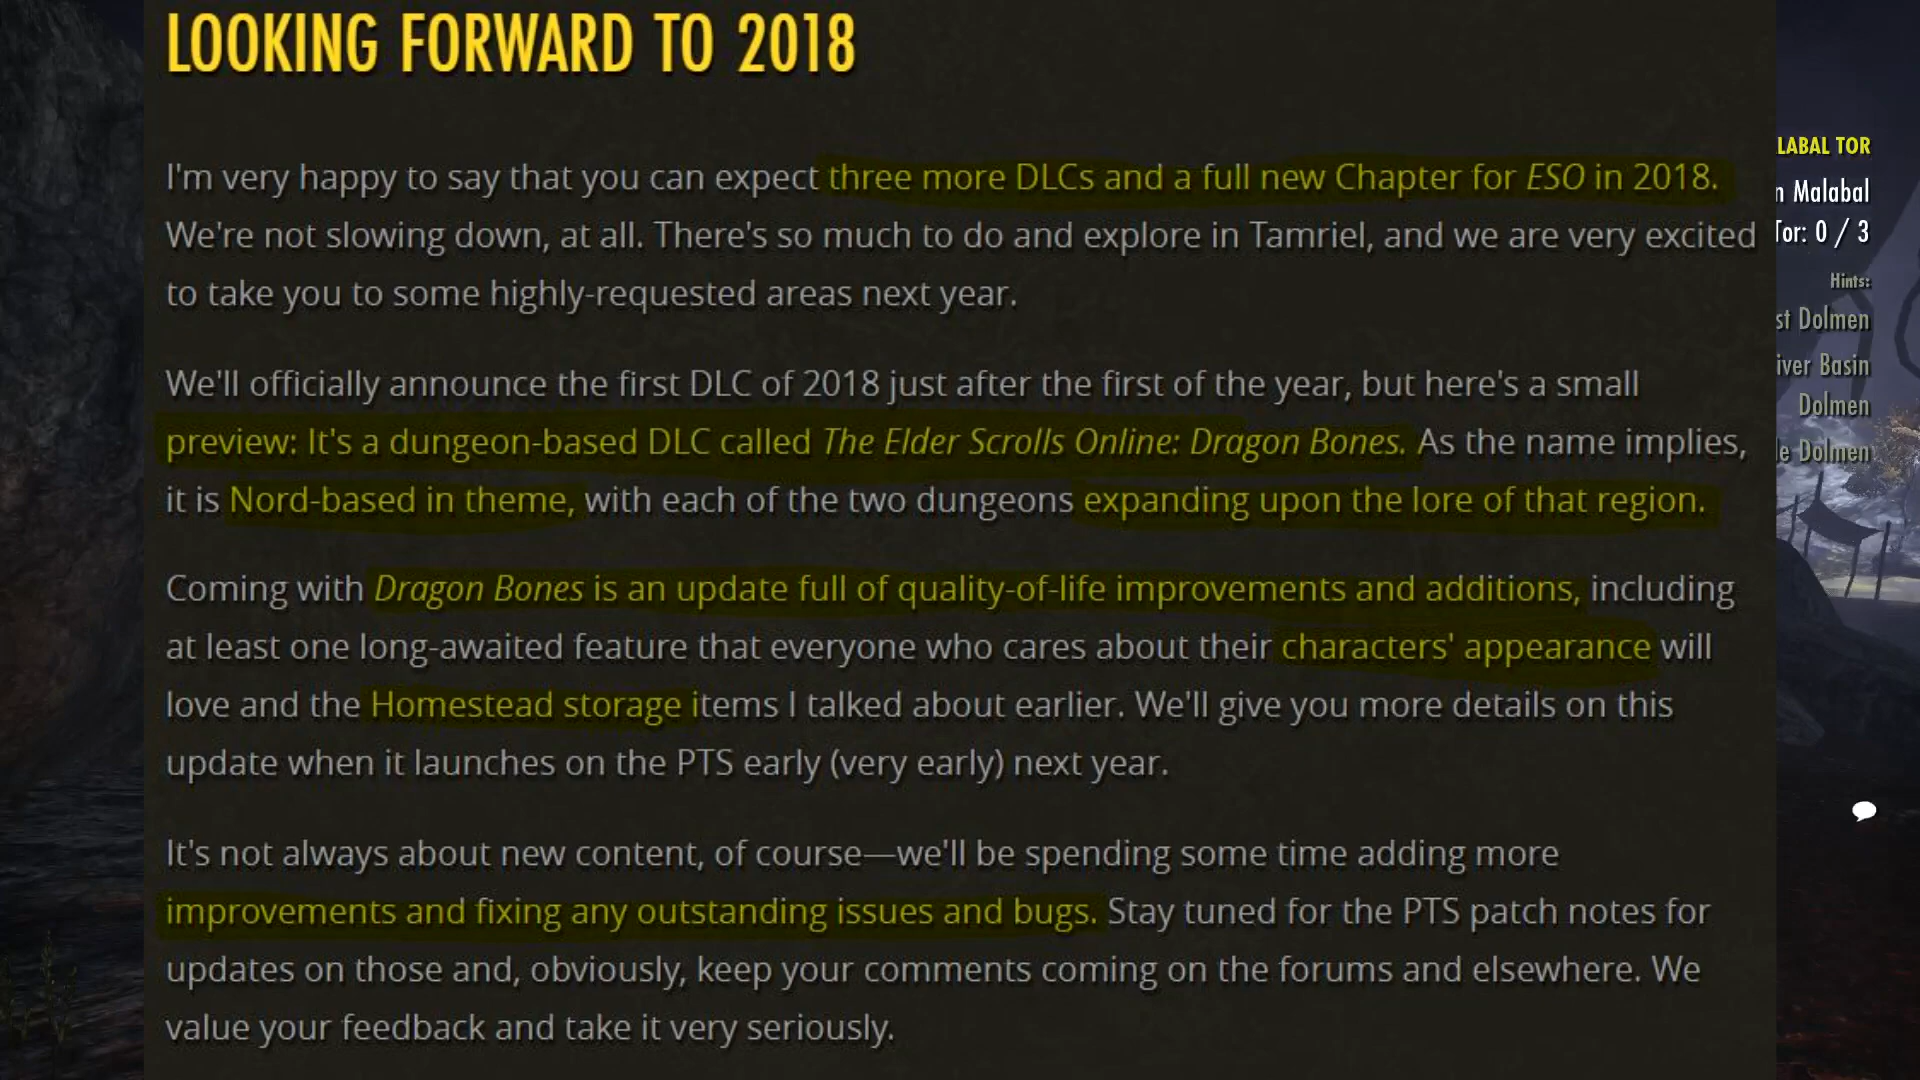 LOOKING FORWARD TO 2018
I'm very happy to say that you can expect three more DLCs and a full new Chapter for ESO in 2018.
We're not slowing down, at all. There's so much to do and explore in Tamriel, and we are very excited
to take you to some highly-requested areas next year.
We'll officially announce the first DLC of 2018 just after the first of the year, but here's a small
preview: It's a dungeon-based DLC called The Elder Scrolls Online: Dragon Bones. As the name implies,
it is Nord-based in theme, with each of the two dungeons expanding upon the lore of that region.
Coming with Dragon Bones is an update full of quality-of-life improvements and additions, including
at least one long-awaited feature that everyone who cares about their characters' appearance will
love and the Homestead storage items I talked about earlier. We'll give you more details on this
update when it launches on the PTS early (very early) next year.
It's not always about new content, of course—we'll be spending some time adding more
improvements and fixing any outstanding issues and bugs. Stay tuned for the PTS patch notes for
updates on those and, obviously, keep your comments coming on the forums and elsewhere. We
value your feedback and take it very seriously.
LABAL TOR
n Malabal
Tor: 0 / 3
Hints:
st Dolmen
iver Basin
Dolmen
le Dolmen